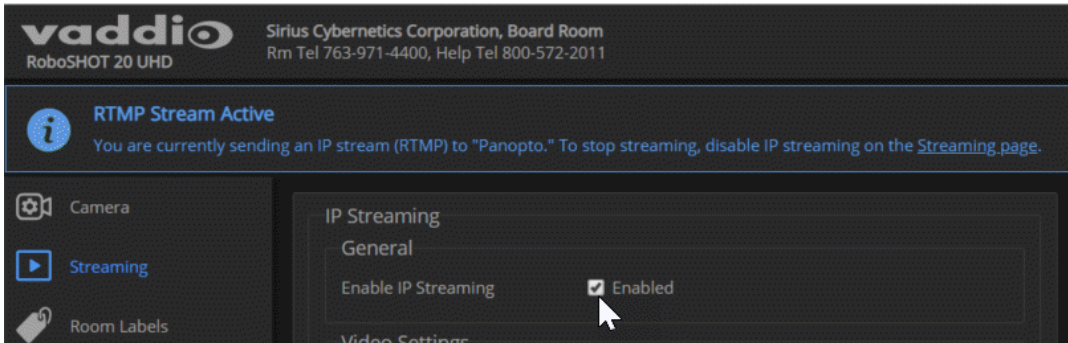 vaddio
RoboSHOT 20 UHD
Sirius Cybernetics Corporation, Board Room
Rm Tel 763-971-4400, Help Tel 800-572-2011
RTMP Stream Active
You are currently sending an IP stream (RTMP) to "Panopto." To stop streaming, disable IP streaming on the Streaming page.
Camera
Streaming
Room Labels
IP Streaming
General
Enable IP Streaming Enabled
Video Settings